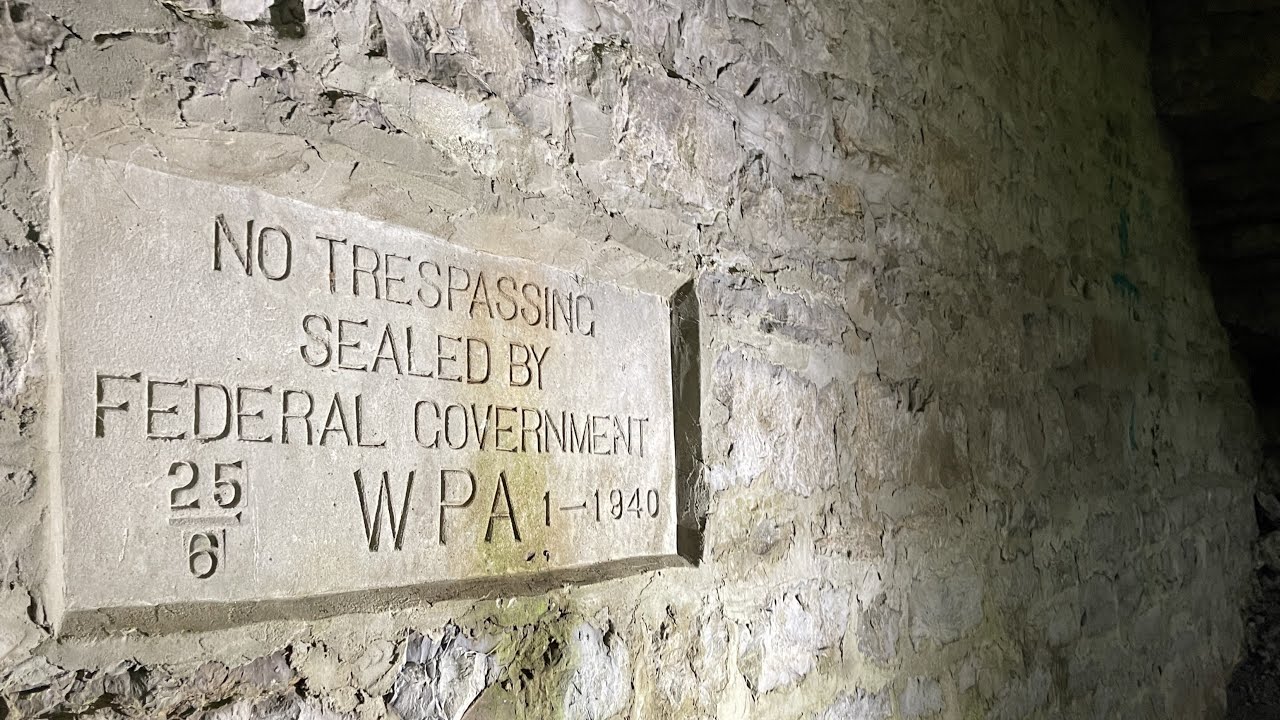 NO TRESPASSING
SEALED BY
FEDERAL GOVERNMENT
25
6
WPA 1-1940